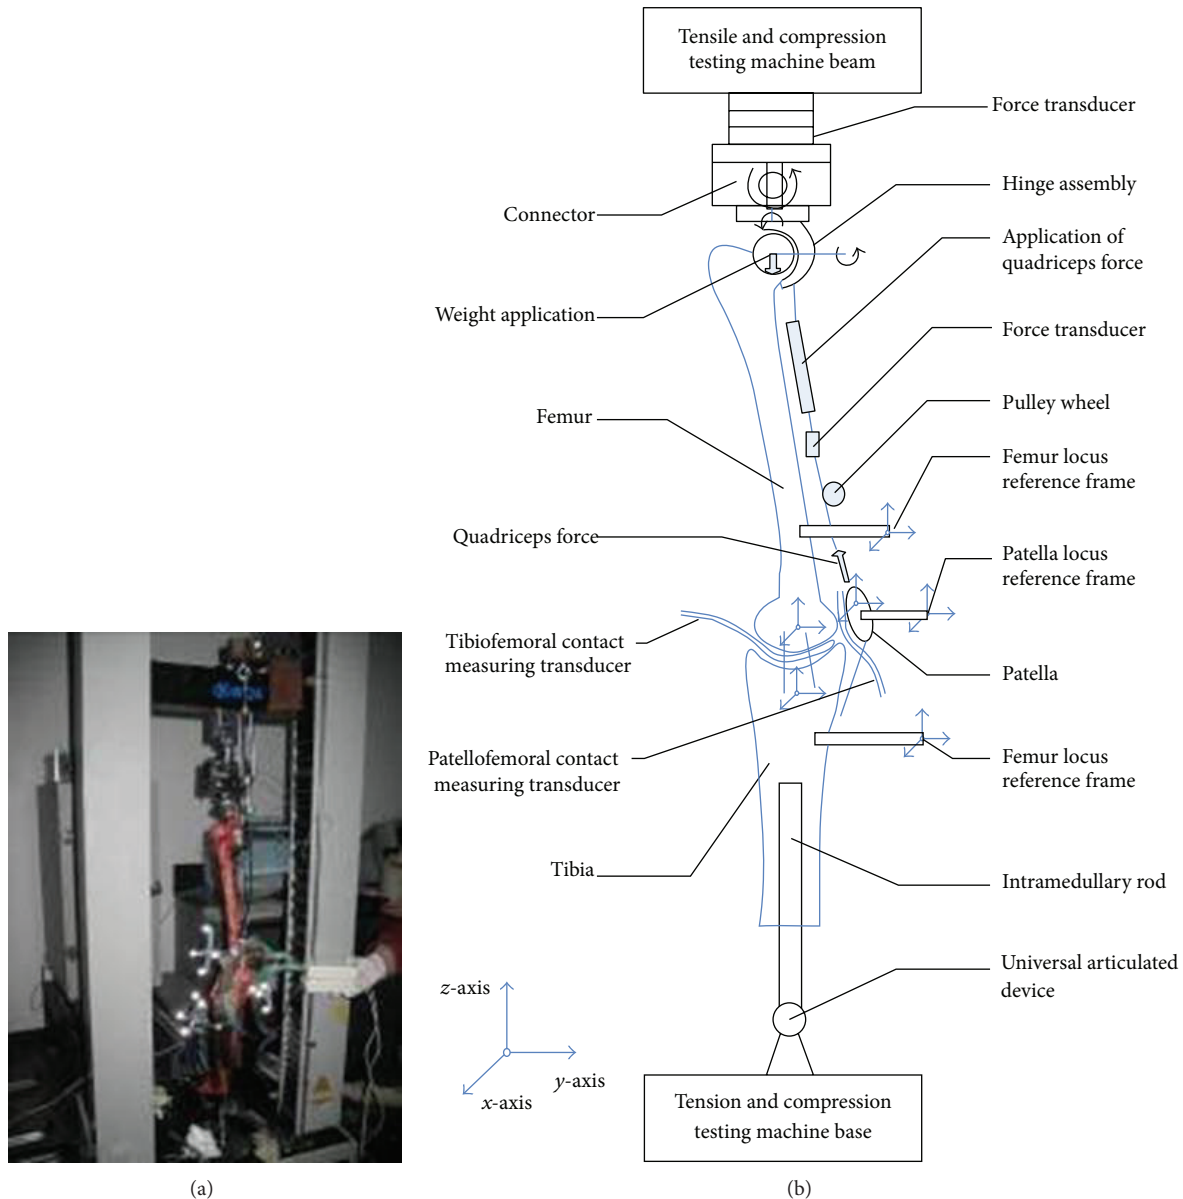 Tensile and compression
testing machine beam
Force transducer
Hinge assembly
Connector
Application of
quadriceps force
Weight application
Force transducer
Pulley wheel
Femur
Femur locus
reference frame
Quadriceps force
Patella locus
reference frame
Tibiofemoral contact
measuring transducer
Patella
Patellofemoral contact
measuring transducer
Femur locus
reference frame
Tibia
Intramedullary rod
Universal articulated
device
z-axis
y-axis
x-axis
Tension and compression
testing machine base
(a)
(b)